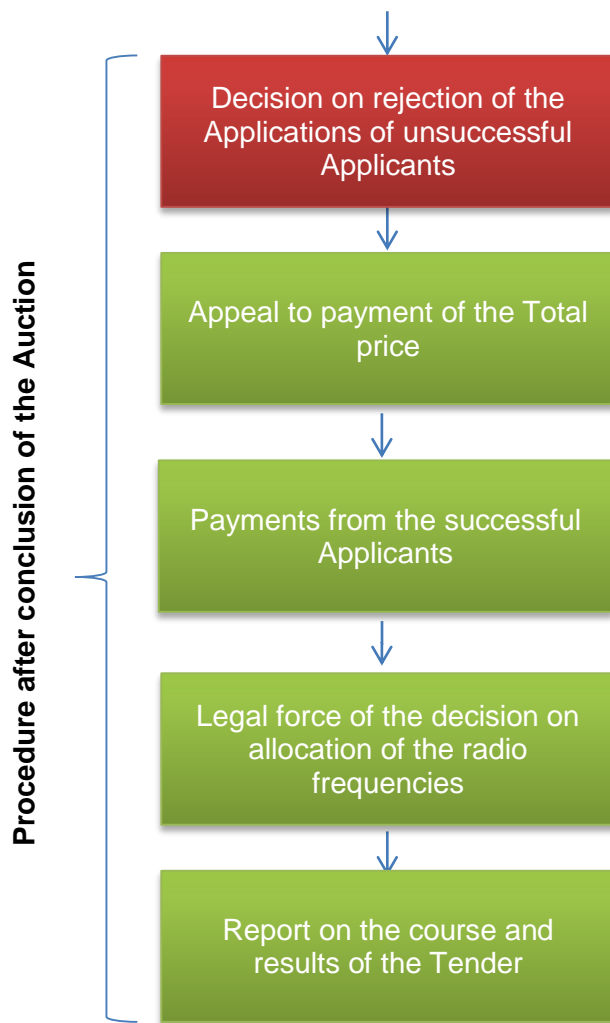 Procedure after conclusion of the Auction
Decision on rejection of the
Applications of unsuccessful
Applicants
Appeal to payment of the Total
price
Payments from the successful
Applicants
Legal force of the decision on
allocation of the radio
frequencies
Report on the course and
results of the Tender